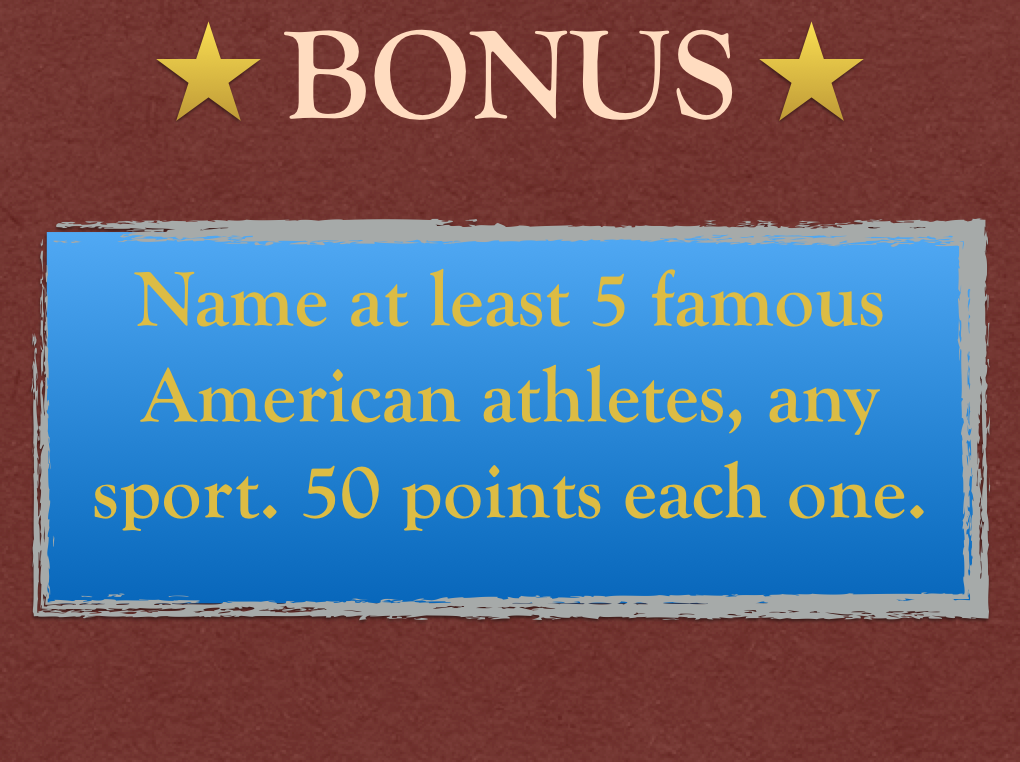 BONUS
Name at least 5 famous
American athletes, any
sport. 50 points each one.